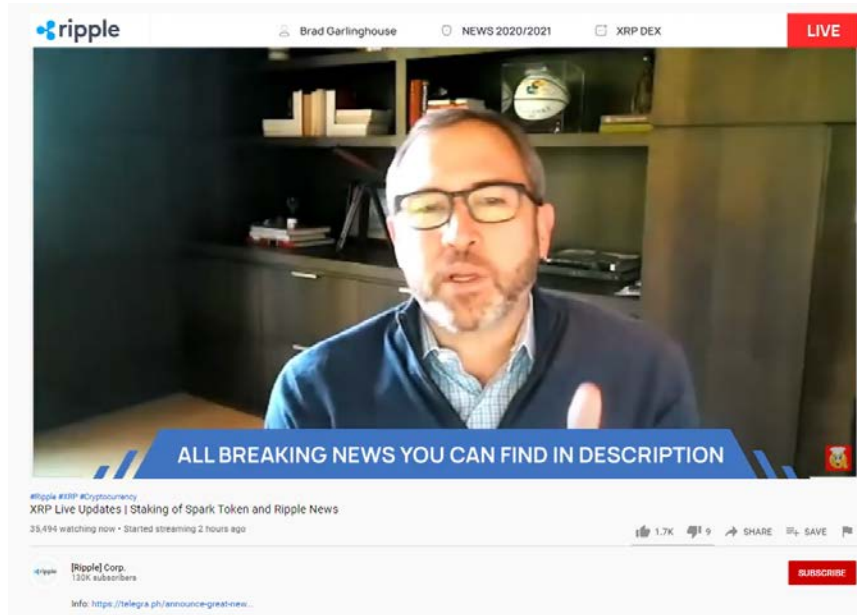 ripple
Brad Garlinghouse
NEWS 2020/2021
XRP DEX
LIVE
ALL BREAKING NEWS YOU CAN FIND IN DESCRIPTION
#Ripple #XRP #Cryptocurrency
XRP Live Updates | Staking of Spark Token and Ripple News
35,494 watching now • Started streaming 2 hours ago
1.7K
9
SHARE
SAVE
ripple
[Ripple] Corp.
130K subscribers
SUBSCRIBE
Info: https://telegra.ph/announce-great-new...